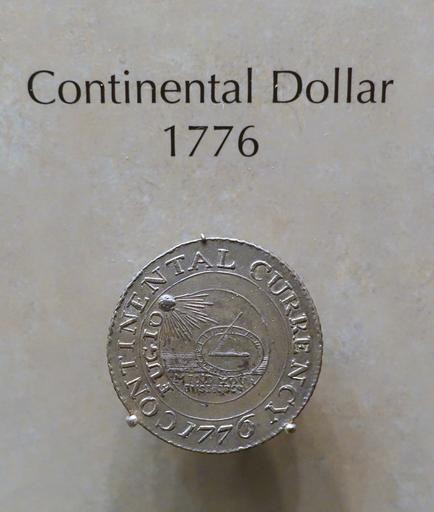 Continental Dollar
1776
CONTINENTAL CURRENCY
1776
FUGIO